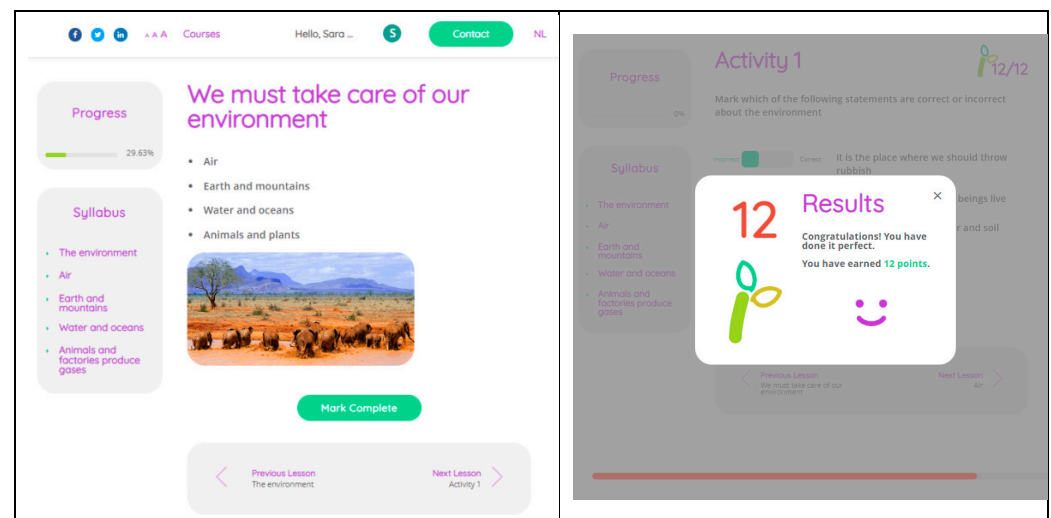 A A A Courses Hello, Sara ... S Contact NL
Progress
29.63%
Syllabus
The environment
Air
Earth and
mountains
Water and oceans
Animals and
factories produce
gases
We must take care of our
environment
• Air
• Earth and mountains
• Water and oceans
• Animals and plants
Mark Complete
Previous Lesson
The environment
Next Lesson
Activity 1
Progress
0%
Syllabus
The environment
Air
Earth and
mountains
Water and oceans
Animals and
factories produce
gases
Activity 1
12/12
Mark which of the following statements are correct or incorrect
about the environment
Incorrect Correct It is the place where we should throw
rubbish
beings live
r and soil
12
Results
×
Congratulations! You have
done it perfect.
You have earned 12 points.
Previous Lesson
We must take care of our
environment
Next Lesson
Air